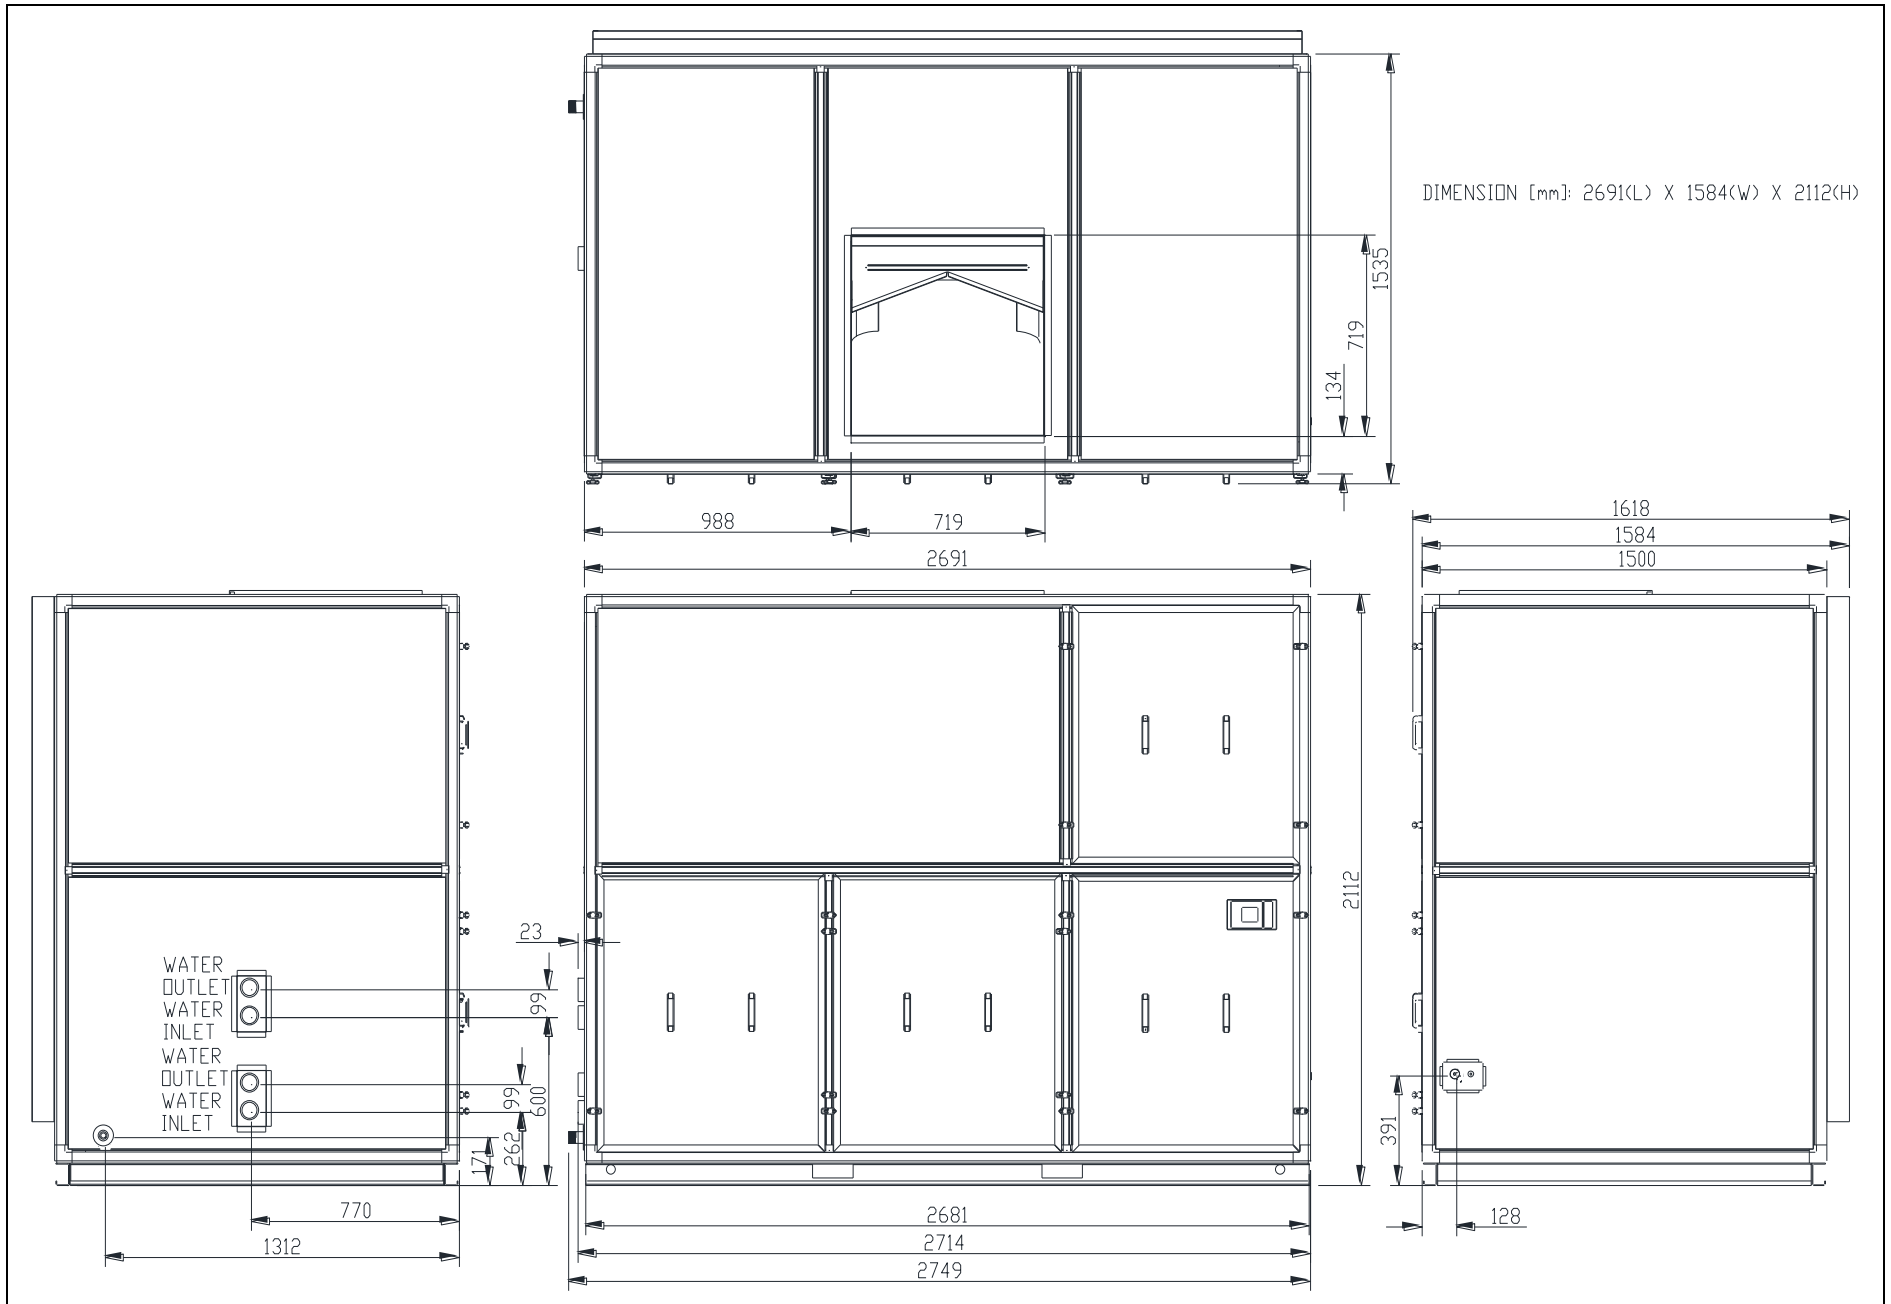 DIMENSION [mm]: 2691(L) X 1584(W) X 2112(H)
1535
719
134
988
719
2691
1618
1584
1500
2112
23
WATER
OUTLET
WATER
INLET
99
WATER
OUTLET
WATER
INLET
99
600
262
171
391
770
1312
2681
2714
2749
128